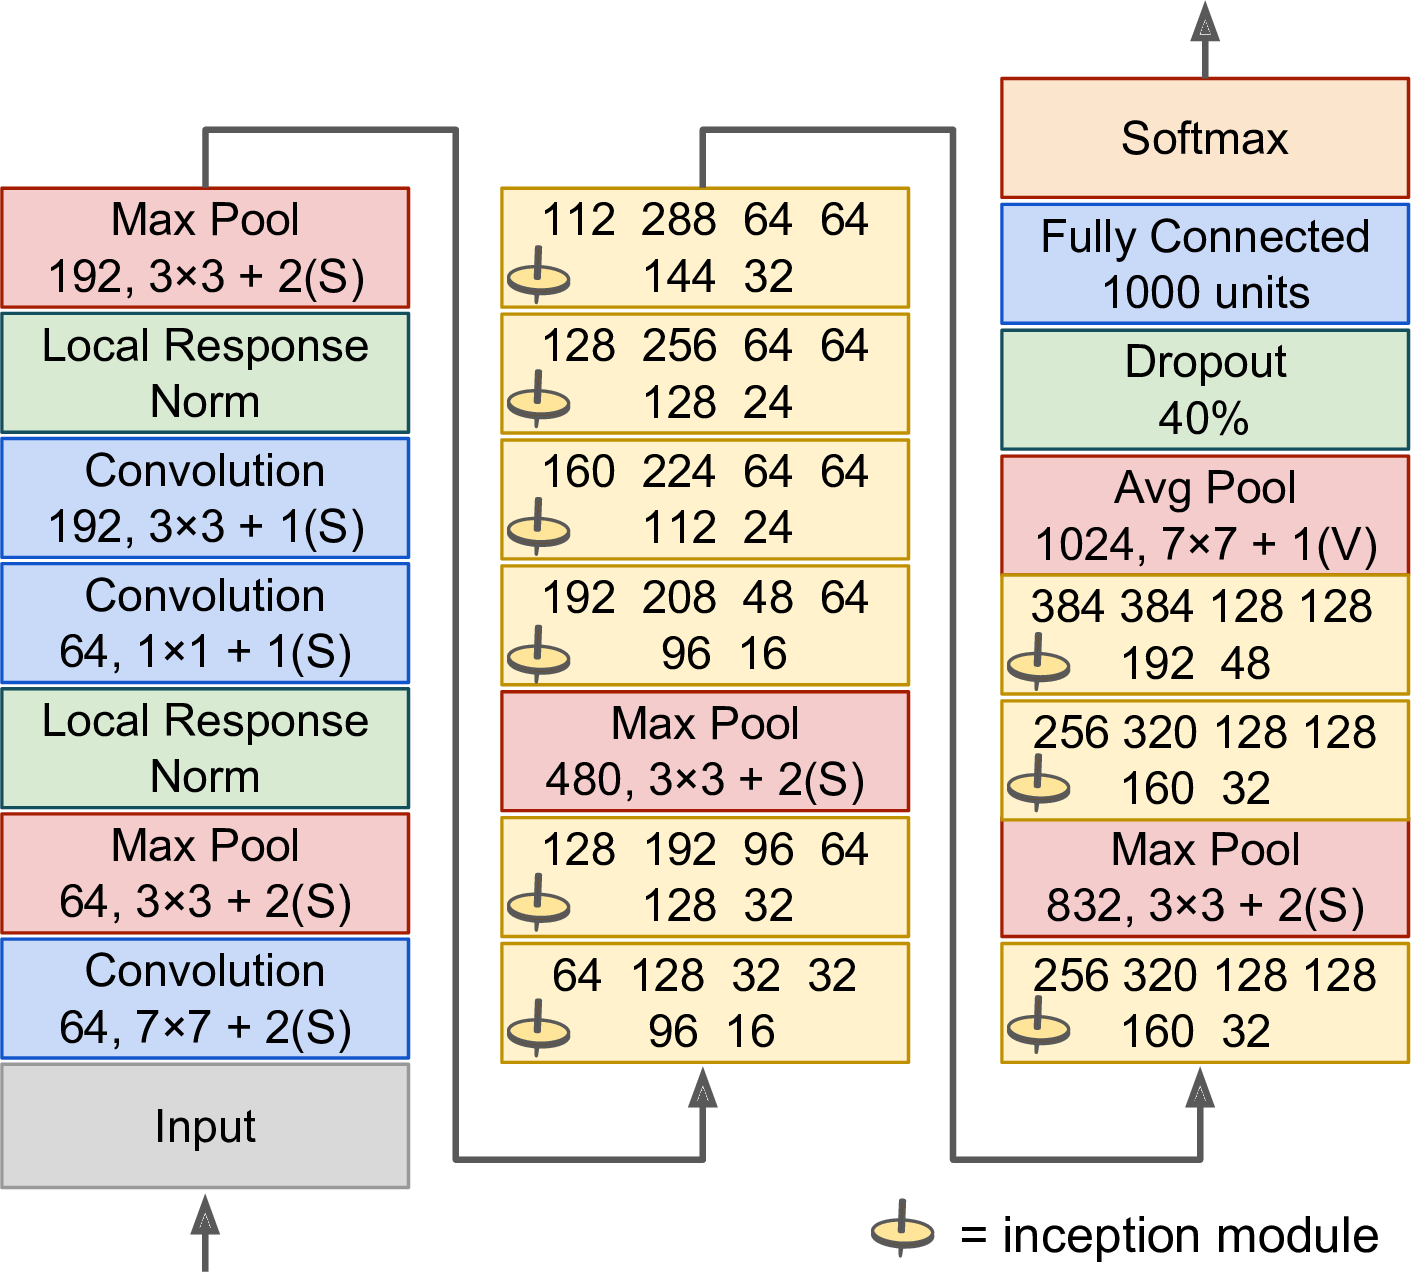 Max Pool
192, 3×3 + 2(S)
Local Response
Norm
Convolution
192, 3×3 + 1(S)
Convolution
64, 1×1 + 1(S)
Local Response
Norm
Max Pool
64, 3×3 + 2(S)
Convolution
64, 7×7 + 2(S)
Input
112 288 64 64
144 32
128 256 64 64
128 24
160 224 64 64
112 24
192 208 48 64
96 16
Max Pool
480, 3×3 + 2(S)
128 192 96 64
128 32
64 128 32 32
96 16
Softmax
Fully Connected
1000 units
Dropout
40%
Avg Pool
1024, 7×7 + 1(V)
384 384 128 128
192 48
256 320 128 128
160 32
Max Pool
832, 3×3 + 2(S)
256 320 128 128
160 32
= inception module